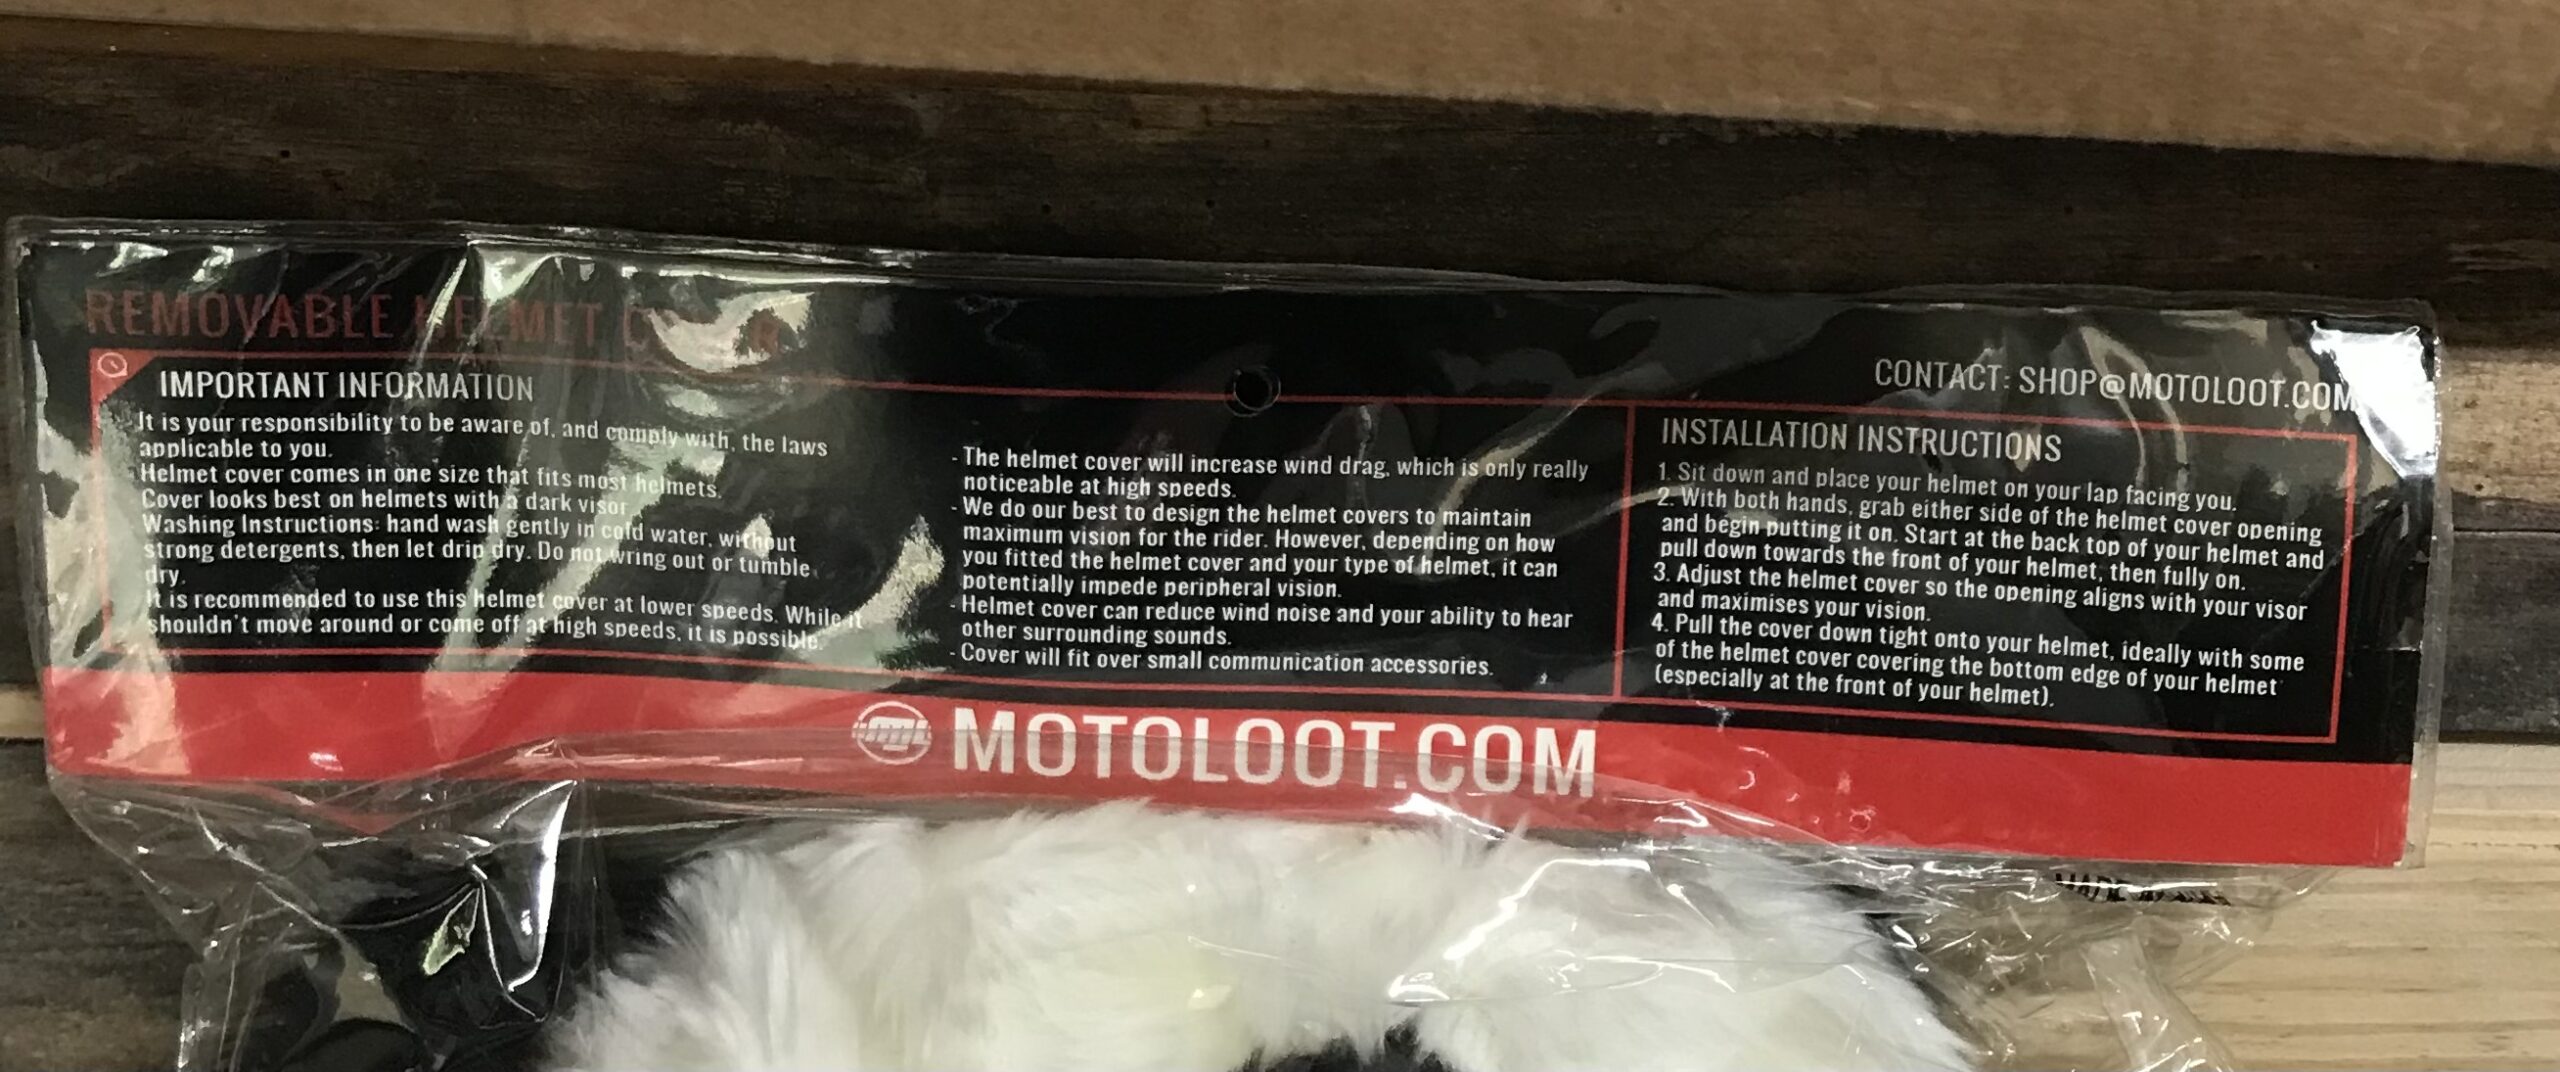 REMOVABLE HELMET COVER
IMPORTANT INFORMATION
It is your responsibility to be aware of, and comply with, the laws
applicable to you.
Helmet cover comes in one size that fits most helmets.
Cover looks best on helmets with a dark visor
Washing Instructions: hand wash gently in cold water, without
strong detergents, then let drip dry. Do not wring out or tumble
dry.
It is recommended to use this helmet cover at lower speeds. While it
shouldn't move around or come off at high speeds, it is possible.
- The helmet cover will increase wind drag, which is only really
noticeable at high speeds.
- We do our best to design the helmet covers to maintain
maximum vision for the rider. However, depending on how
you fitted the helmet cover and your type of helmet, it can
potentially impede peripheral vision.
- Helmet cover can reduce wind noise and your ability to hear
other surrounding sounds.
- Cover will fit over small communication accessories.
CONTACT: SHOP@MOTOLOOT.COM
INSTALLATION INSTRUCTIONS
1. Sit down and place your helmet on your lap facing you.
2. With both hands, grab either side of the helmet cover opening
and begin putting it on. Start at the back top of your helmet and
pull down towards the front of your helmet, then fully on.
3. Adjust the helmet cover so the opening aligns with your visor
and maximises your vision.
4. Pull the cover down tight onto your helmet, ideally with some
of the helmet cover covering the bottom edge of your helmet
(especially at the front of your helmet).
MOTOLOOT.COM
MADE